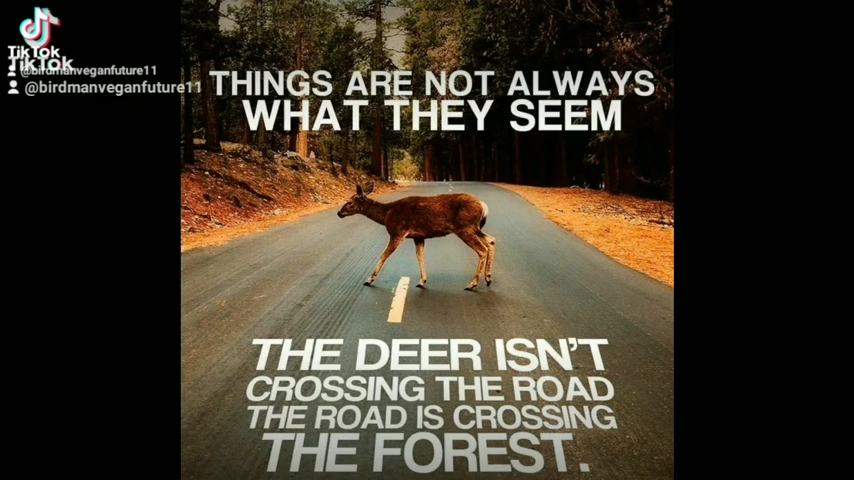 TikTok
TikTok
@birdmanveganfuture11
@birdmanveganfuture11
THINGS ARE NOT ALWAYS
WHAT THEY SEEM
THE DEER ISN'T
CROSSING THE ROAD
THE ROAD IS CROSSING
THE FOREST.